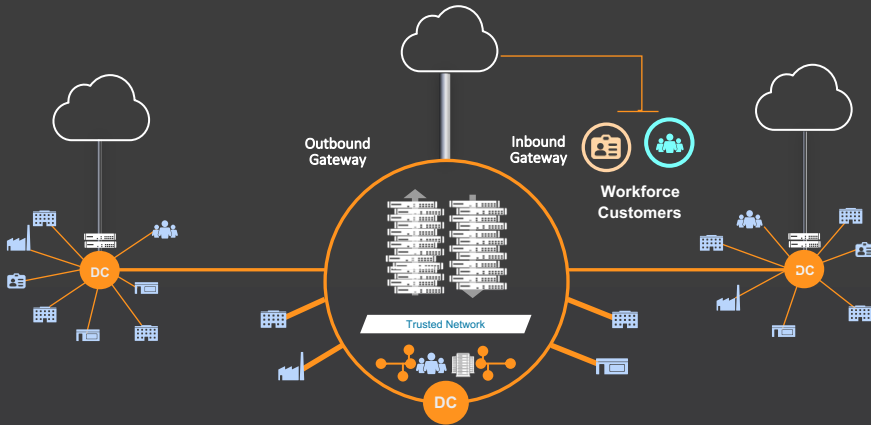 Outbound
Gateway
Inbound
Gateway
Workforce
Customers
DC
DC
Trusted Network
DC